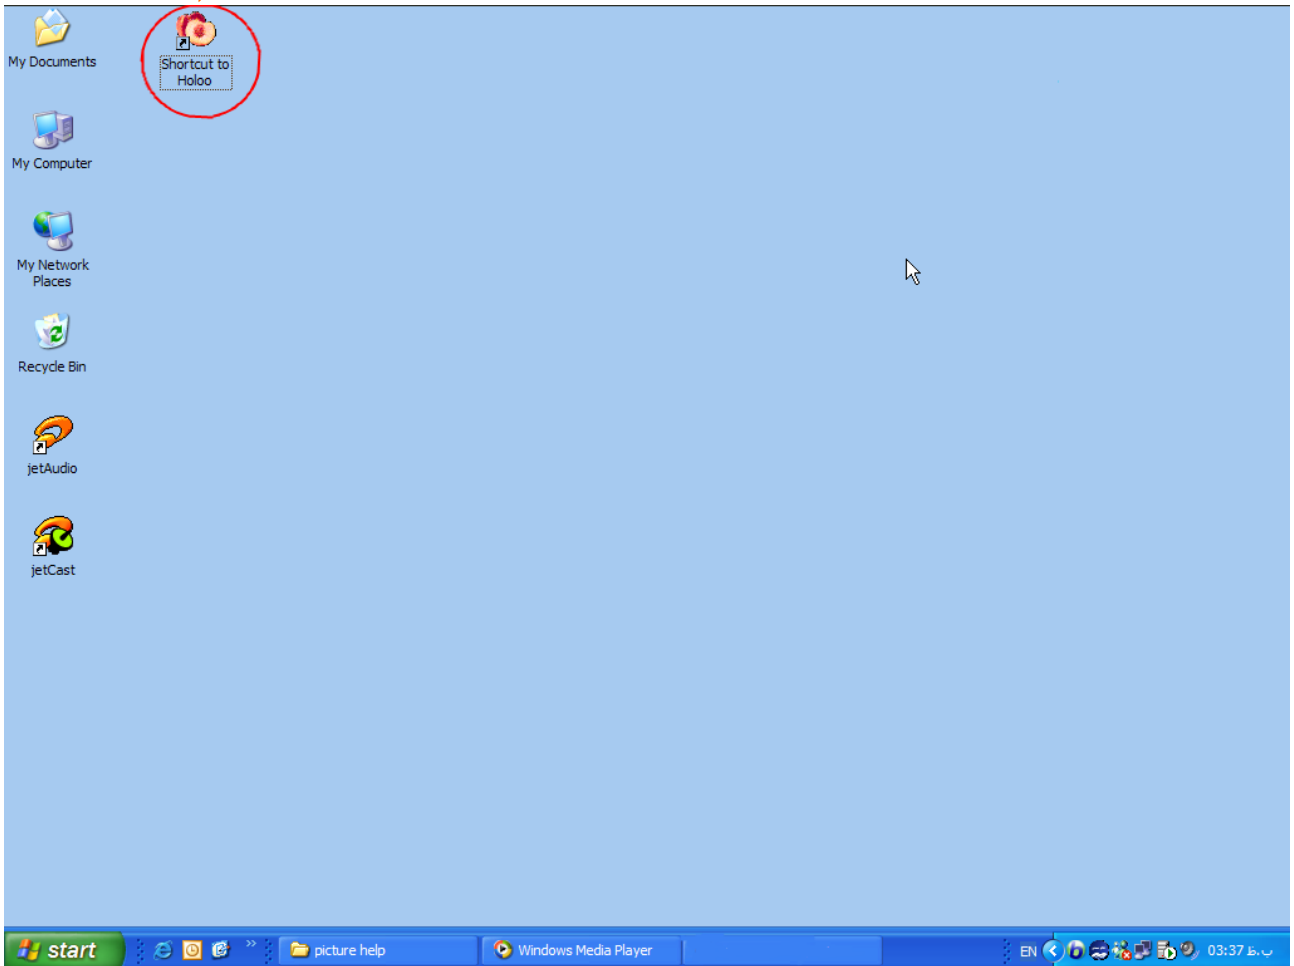 My Documents
Shortcut to
Holoo
My Computer
My Network
Places
Recycle Bin
jetAudio
jetCast
start
»
picture help
Windows Media Player
EN
03:37 ب.ظ